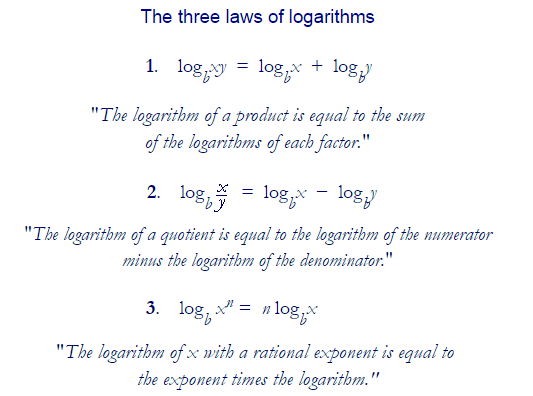 The three laws of logarithms
1. log_b xy = log_b x + log_b y
"The logarithm of a product is equal to the sum
of the logarithms of each factor."
2. log_b x/y = log_b x − log_b y
"The logarithm of a quotient is equal to the logarithm of the numerator
minus the logarithm of the denominator."
3. log_b xⁿ = n log_b x
"The logarithm of x with a rational exponent is equal to
the exponent times the logarithm."